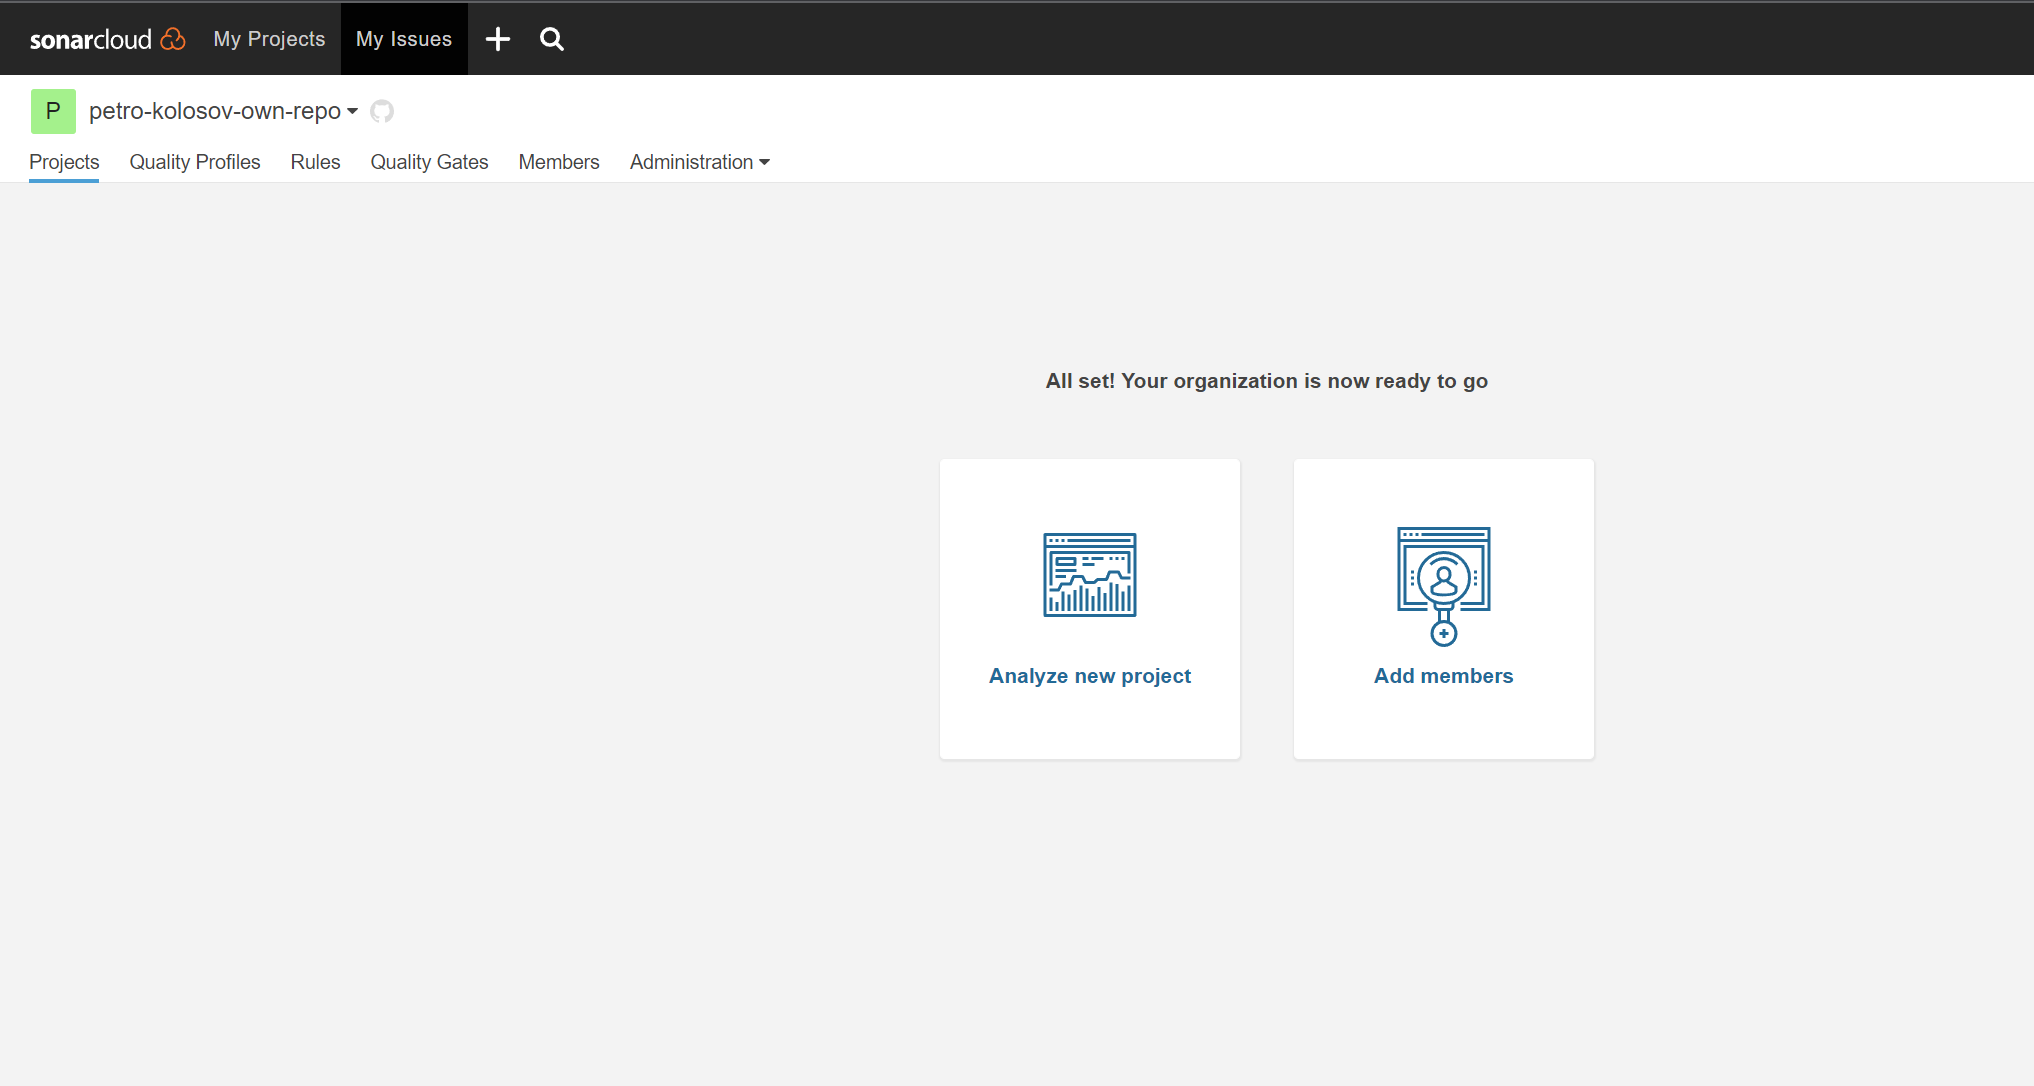 sonarcloud My Projects My Issues
P petro-kolosov-own-repo
Projects Quality Profiles Rules Quality Gates Members Administration
All set! Your organization is now ready to go
Analyze new project Add members